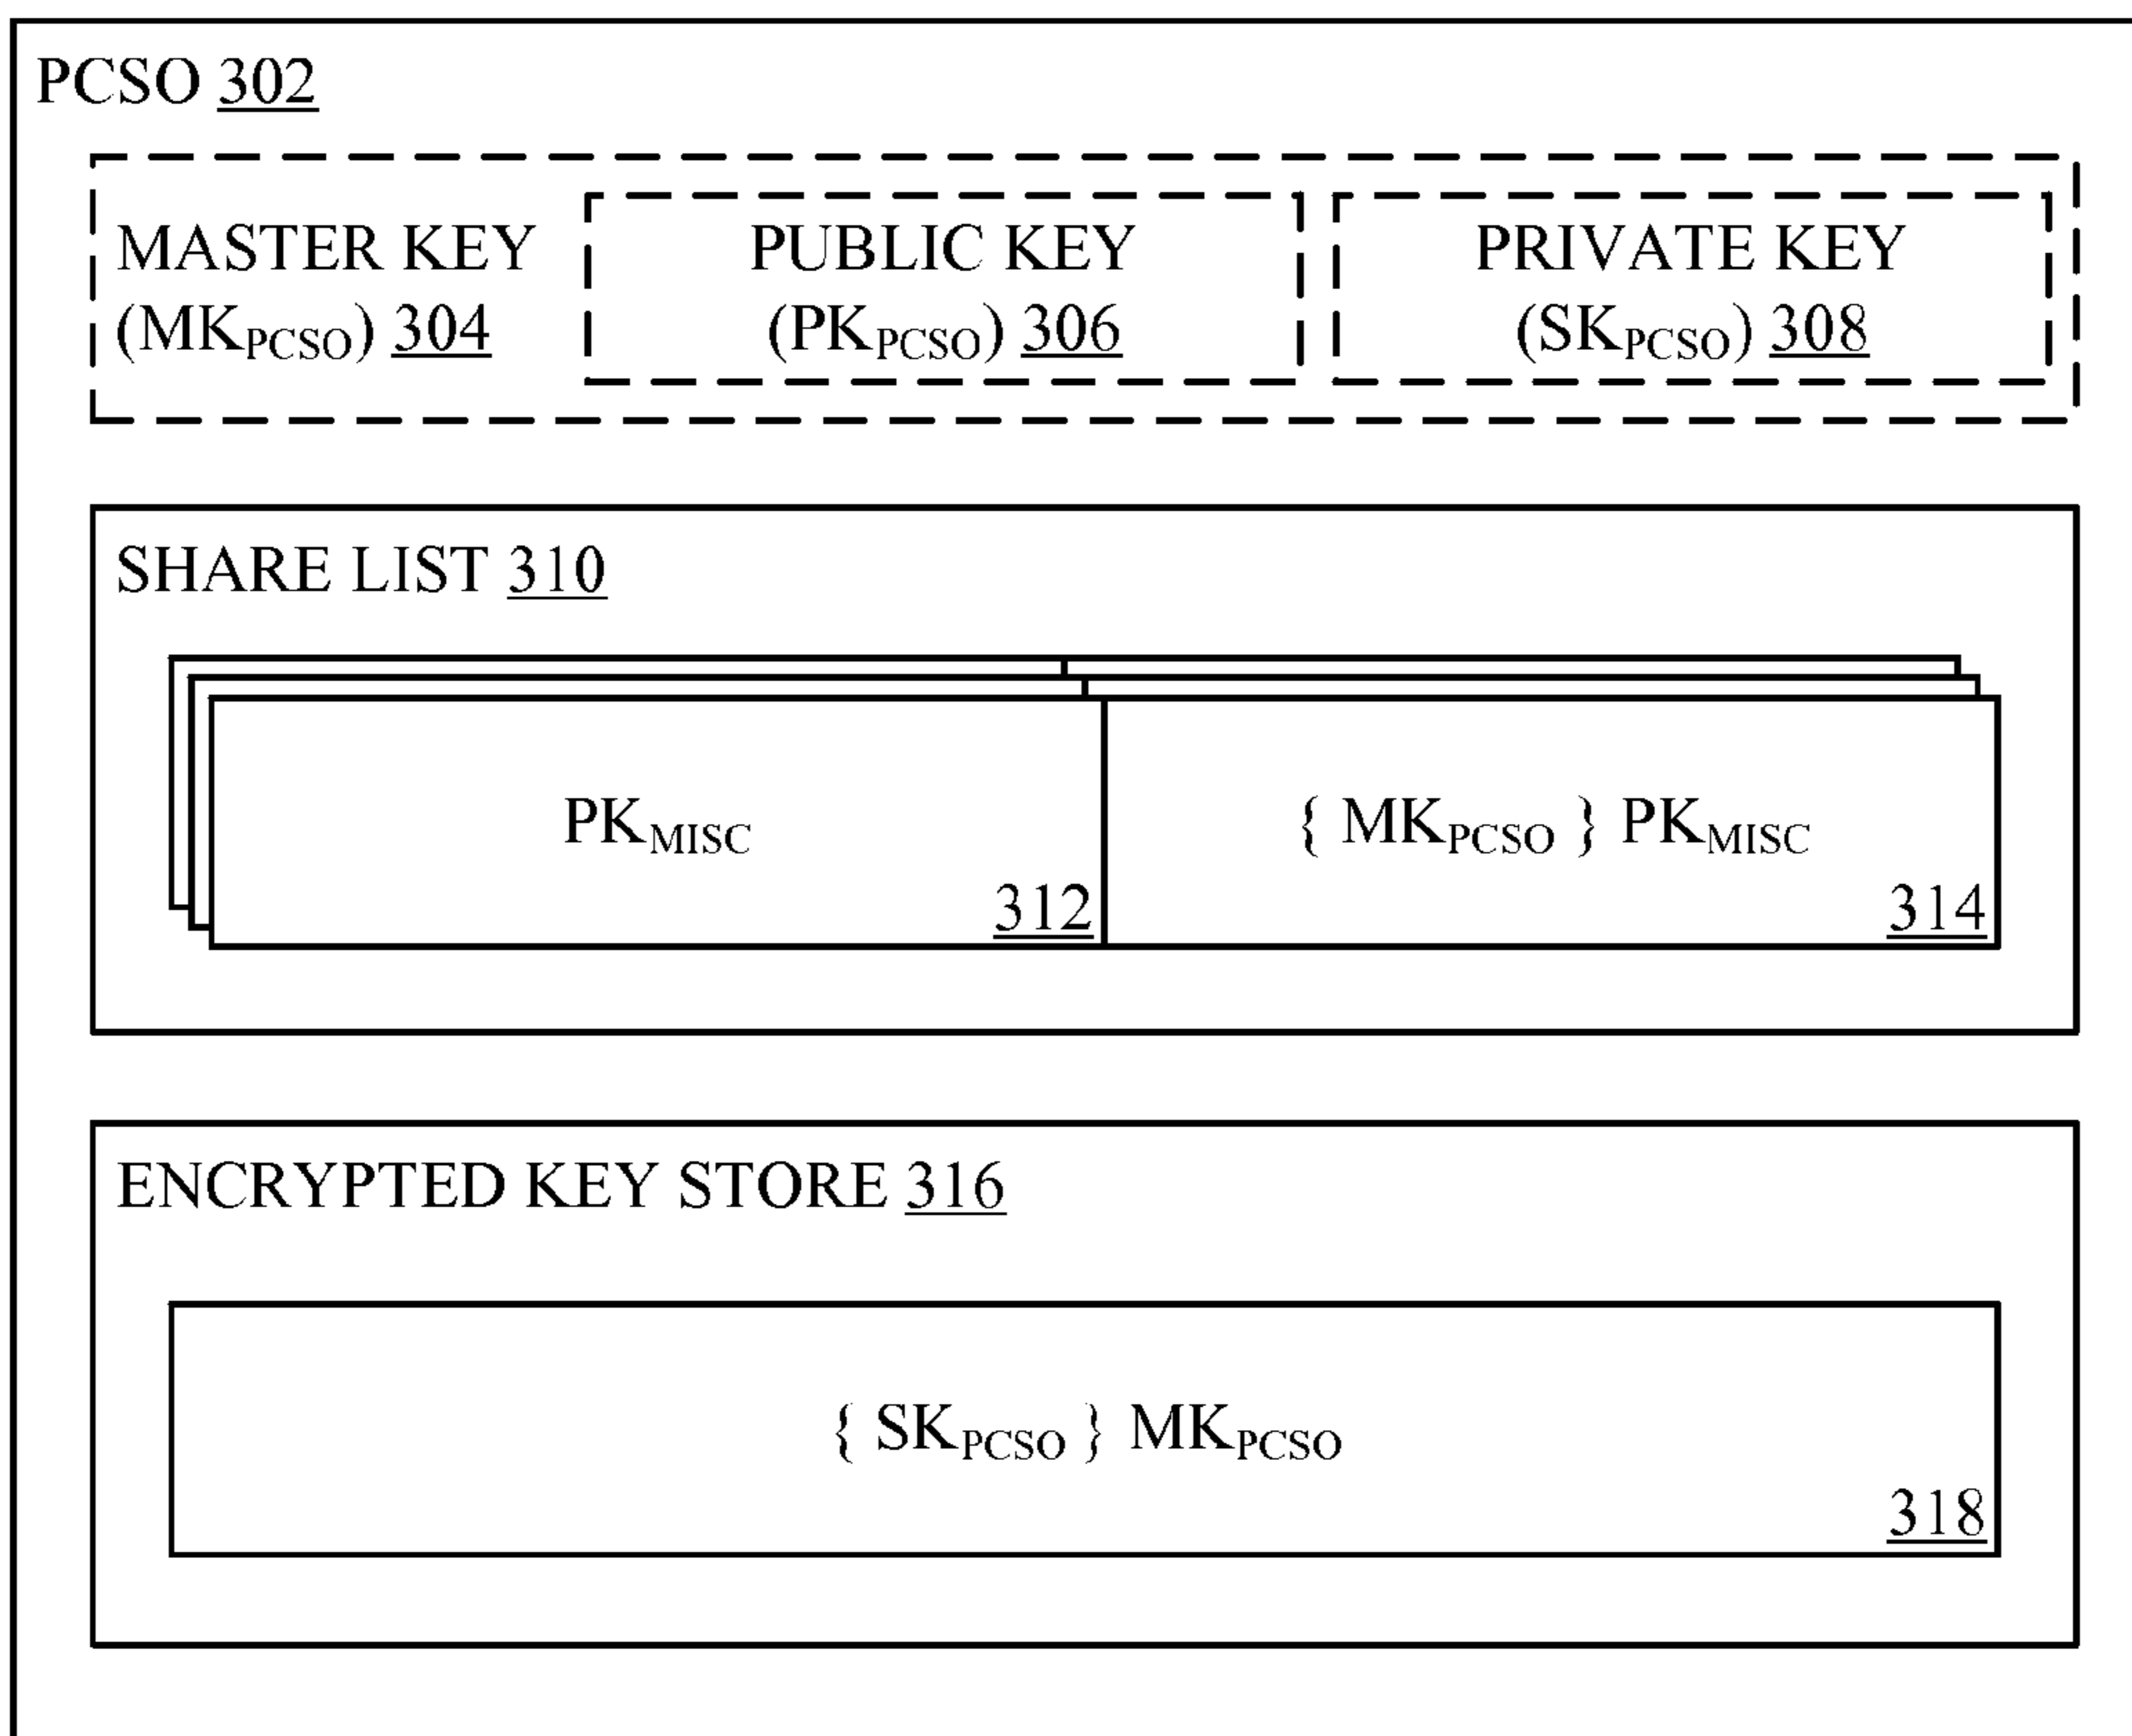 PCSO 302
MASTER KEY
(MKPCSO) 304
PUBLIC KEY
(PKPCSO) 306
PRIVATE KEY
(SKPCSO) 308
SHARE LIST 310
PKMISC
312
{ MKPCSO } PKMISC
314
ENCRYPTED KEY STORE 316
{ SKPCSO } MKPCSO
318